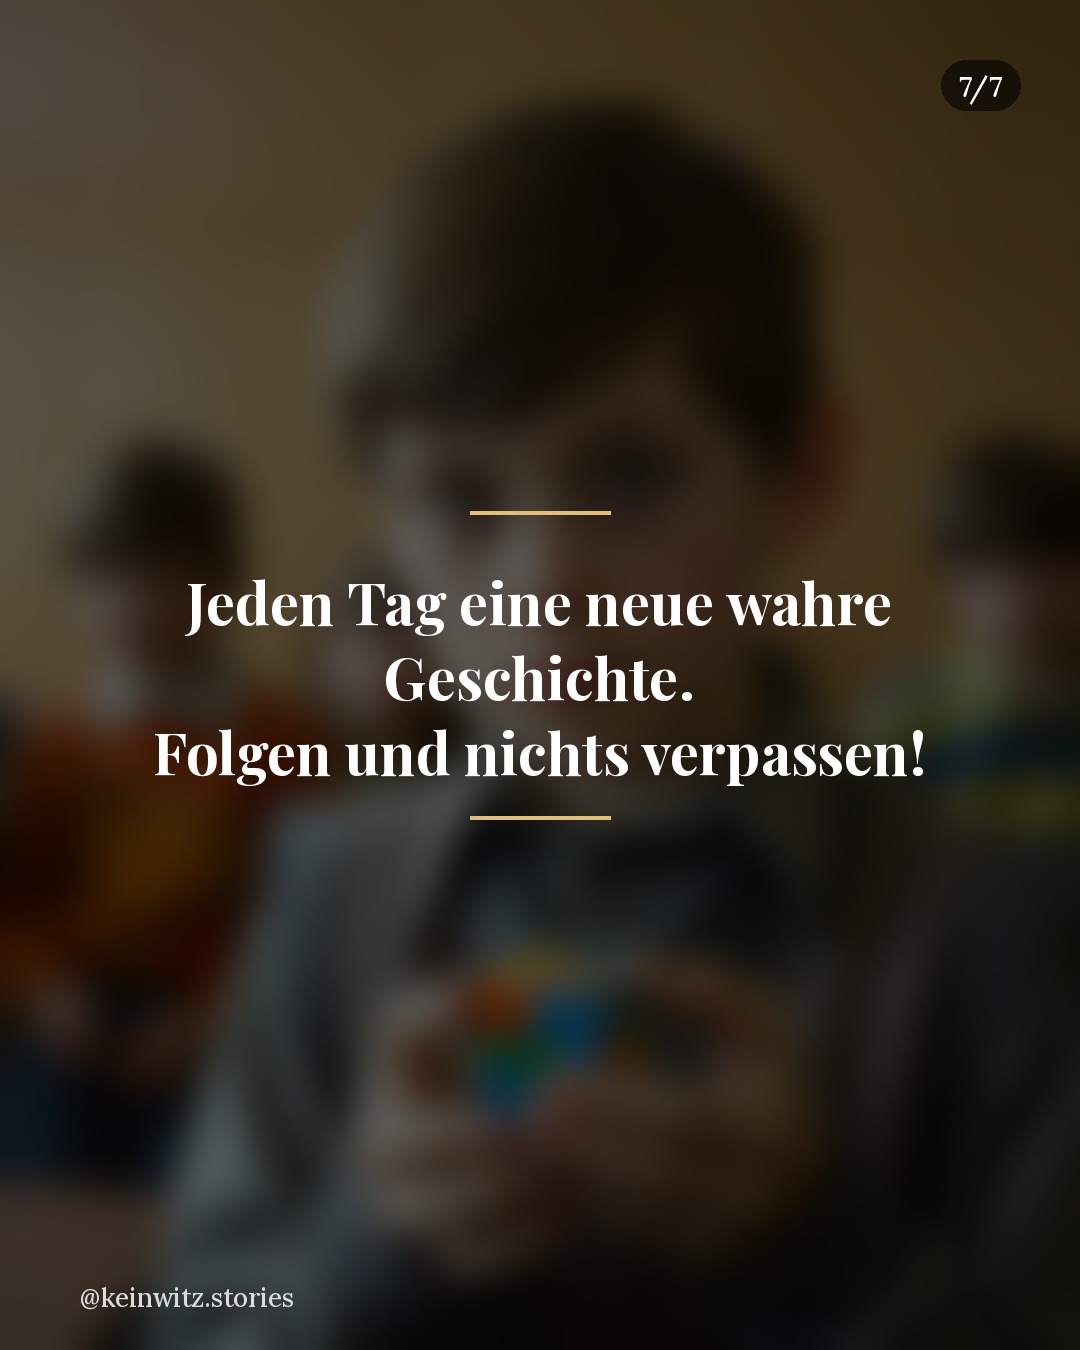 7/7
Jeden Tag eine neue wahre
Geschichte.
Folgen und nichts verpassen!
@keinwitz.stories